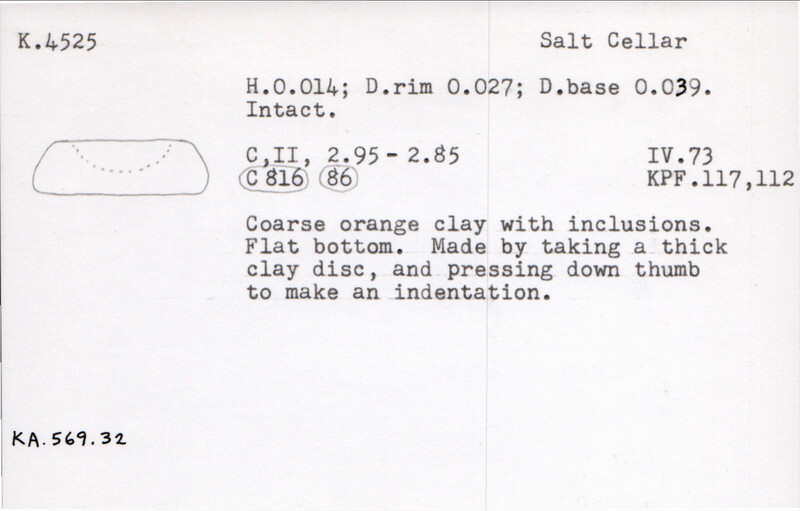 K.4525 Salt Cellar
H.0.014; D.rim 0.027; D.base 0.039.
Intact.
C,II, 2.95-2.85 IV.73
C 816 86 KPF.117,112
Coarse orange clay with inclusions.
Flat bottom. Made by taking a thick
clay disc, and pressing down thumb
to make an indentation.
KA.569.32